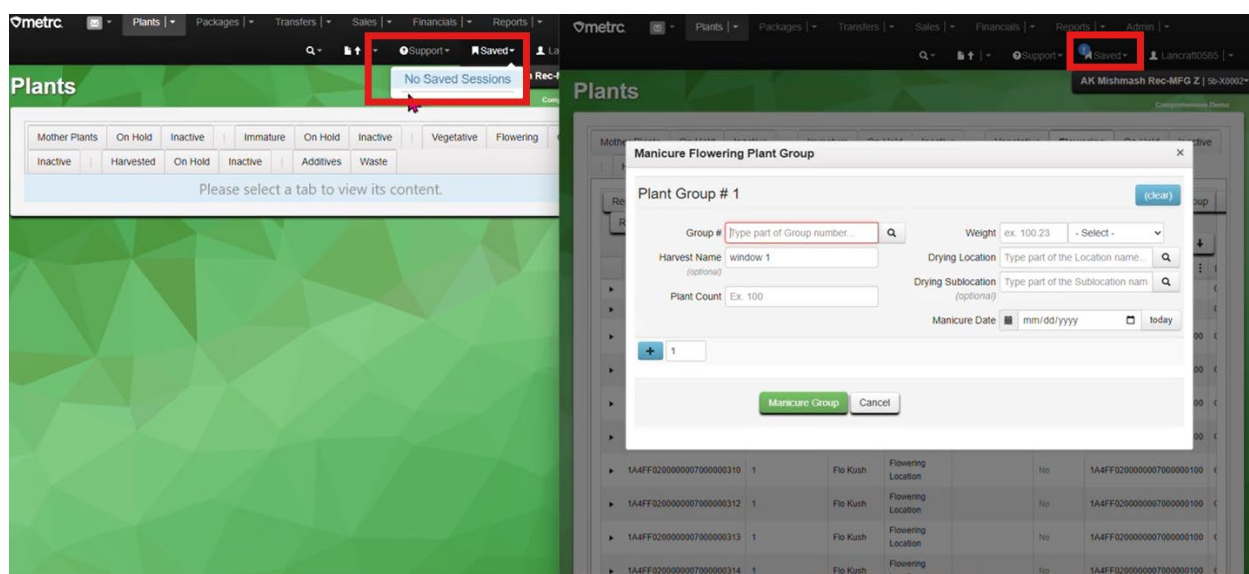 metrc.
Plants | Packages | Transfers | Sales | Financials | Reports |
Support Saved La
No Saved Sessions
Rec-
Plants
Mother Plants On Hold Inactive | Immature On Hold Inactive | Vegetative Flowering
Inactive | Harvested On Hold Inactive | Additives Waste
Please select a tab to view its content.
metrc.
Plants | Packages | Transfers | Sales | Financials | Reports | Admin |
Support 1 Saved Lancraft0585 |
AK Mishmash Rec-MFG Z | 5b-X0002
Comprehensive Demo
Plants
Manicure Flowering Plant Group ×
Plant Group # 1 (clear)
Group # Type part of Group number... Weight ex. 100.23 - Select -
Harvest Name window 1 Drying Location Type part of the Location name...
(optional)
Drying Sublocation Type part of the Sublocation nam
Plant Count Ex. 100 (optional)
Manicure Date mm/dd/yyyy today
+ 1
Manicure Group Cancel
1A4FF0200000007000000310 1 Flo Kush Flowering Location No 1A4FF0200000007000000100
1A4FF0200000007000000312 1 Flo Kush Flowering Location No 1A4FF0200000007000000100
1A4FF0200000007000000313 1 Flo Kush Flowering Location No 1A4FF0200000007000000100
1A4FF0200000007000000314 1 Flo Kush Flowering No 1A4FF0200000007000000100